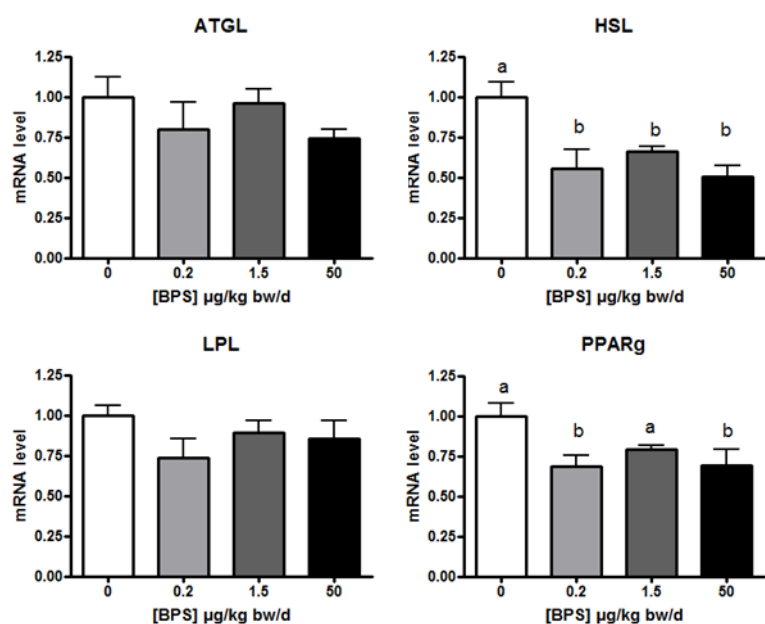 ATGL
mRNA level
1.25
1.00
0.75
0.50
0.25
0.00
0 0.2 1.5 50
[BPS] µg/kg bw/d
HSL
mRNA level
1.25
1.00
0.75
0.50
0.25
0.00
a b b b
0 0.2 1.5 50
[BPS] µg/kg bw/d
LPL
mRNA level
1.25
1.00
0.75
0.50
0.25
0.00
0 0.2 1.5 50
[BPS] µg/kg bw/d
PPARg
mRNA level
1.25
1.00
0.75
0.50
0.25
0.00
a b a b
0 0.2 1.5 50
[BPS] µg/kg bw/d